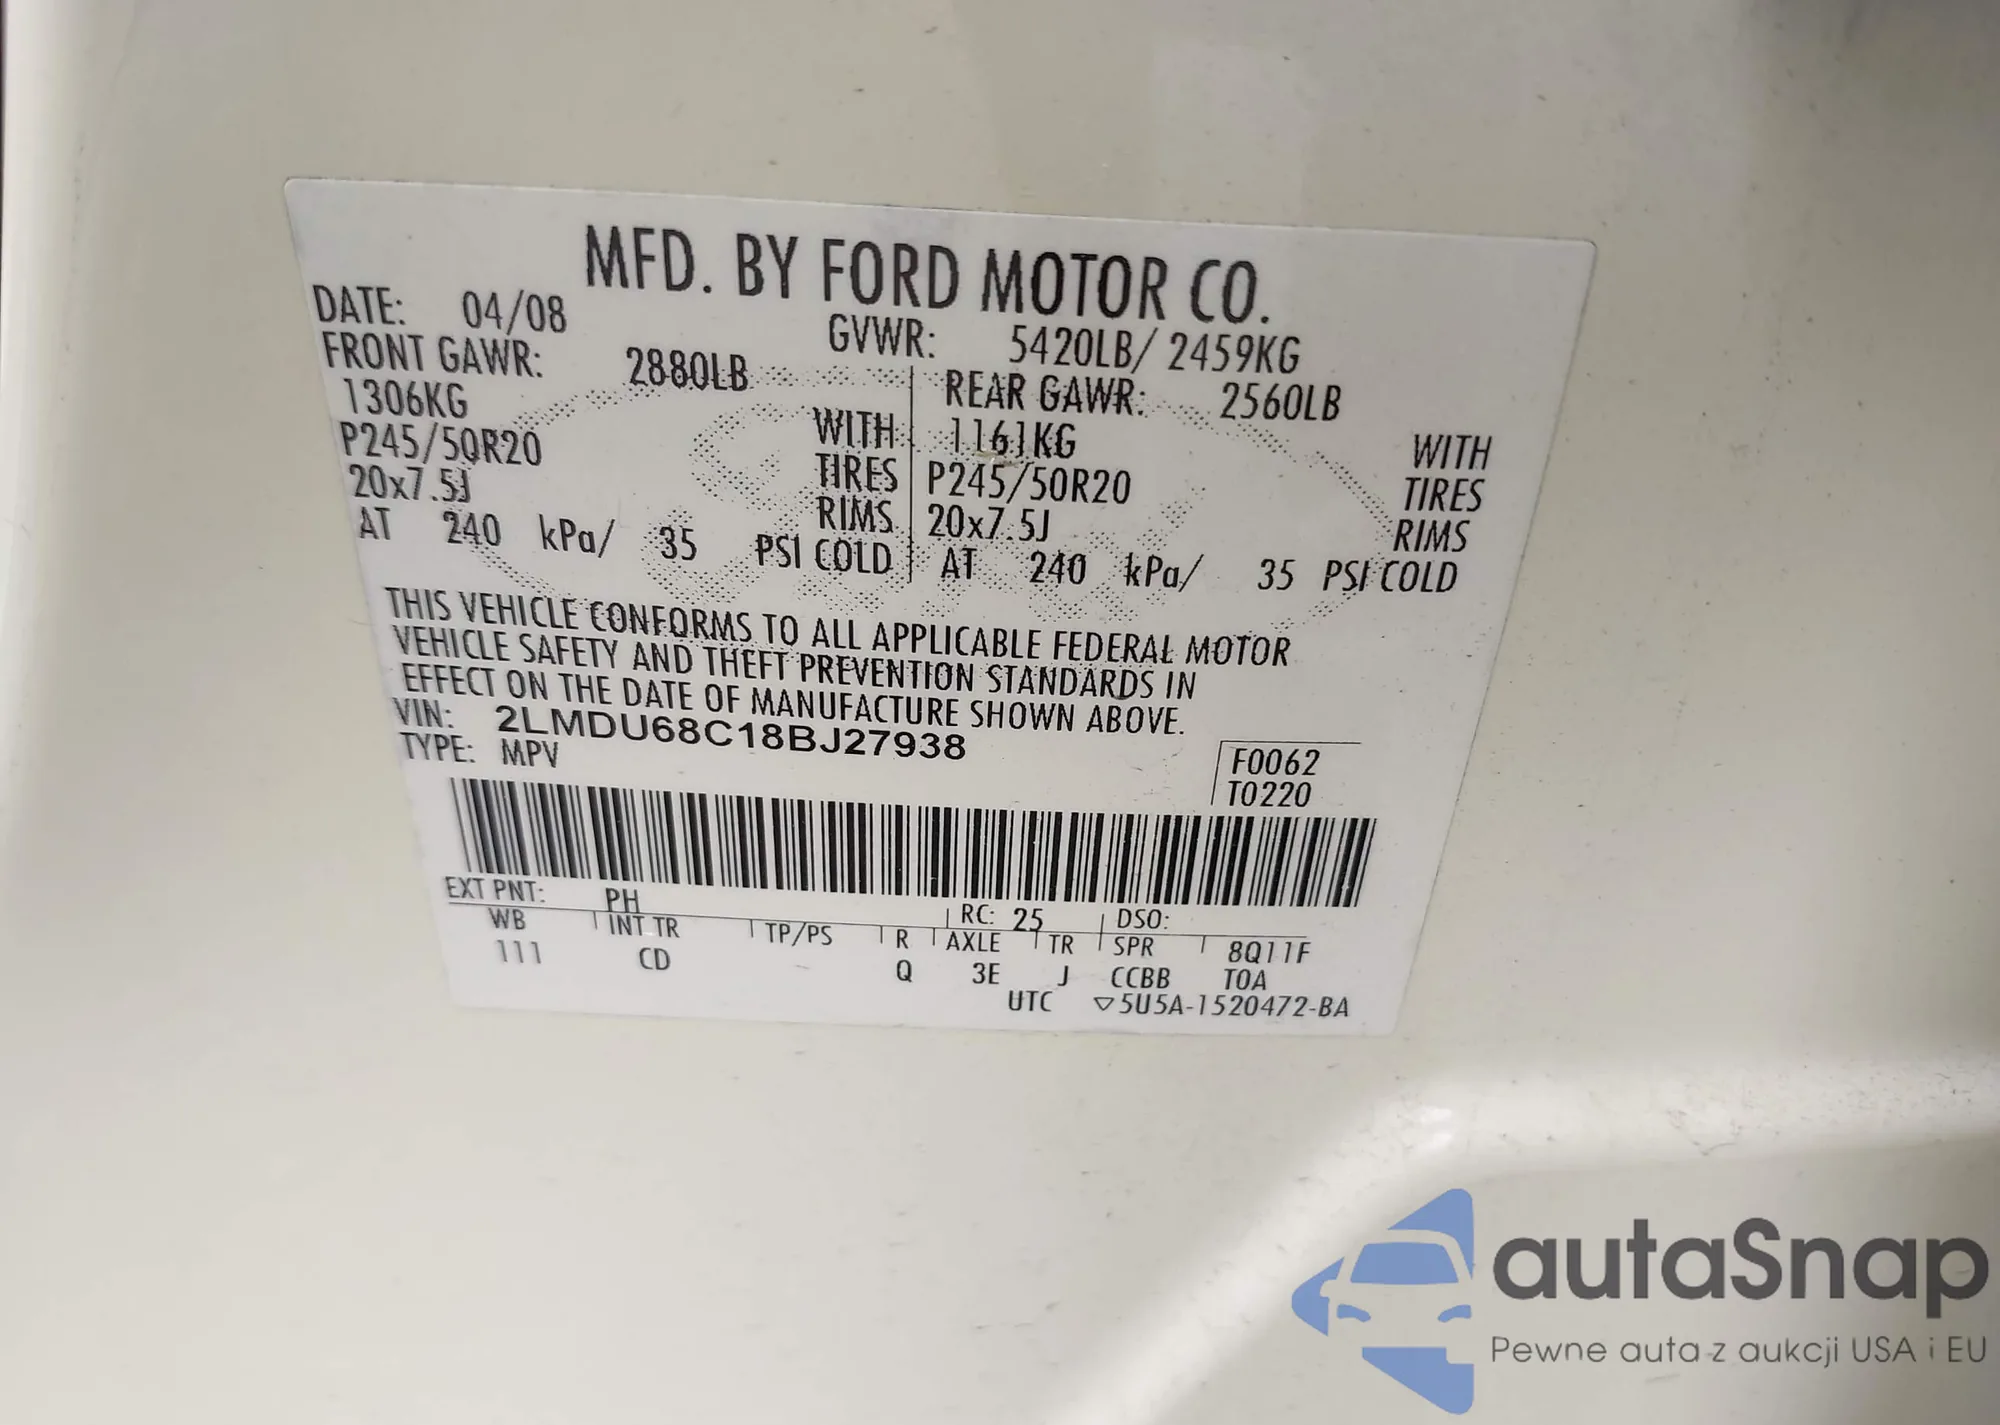 MFD. BY FORD MOTOR CO.
DATE: 04/08 GVWR: 5420LB/ 2459KG
FRONT GAWR: 2880LB REAR GAWR: 2560LB
1306KG WITH 1161KG WITH
P245/50R20 TIRES P245/50R20 TIRES
20x7.5J RIMS 20x7.5J RIMS
AT 240 kPa/ 35 PSI COLD AT 240 kPa/ 35 PSI COLD
THIS VEHICLE CONFORMS TO ALL APPLICABLE FEDERAL MOTOR
VEHICLE SAFETY AND THEFT PREVENTION STANDARDS IN
EFFECT ON THE DATE OF MANUFACTURE SHOWN ABOVE.
VIN: 2LMDU68C18BJ27938
TYPE: MPV
F0062
T0220
EXT PNT: PH RC: 25 DSO:
WB INT TR TP/PS R AXLE TR SPR 8Q11F
111 CD Q 3E J CCBB TOA
UTC ▽5U5A-1520472-BA
autaSnap
Pewne auta z aukcji USA i EU